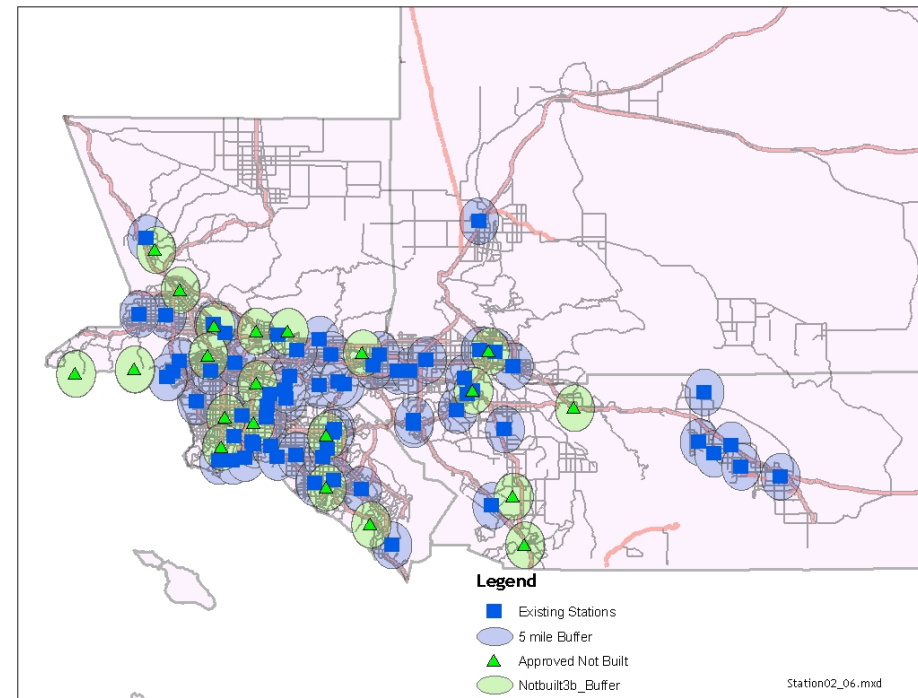 Legend
Existing Stations
5 mile Buffer
Approved Not Built
Notbuilt3b_Buffer
Station02_06.mxd